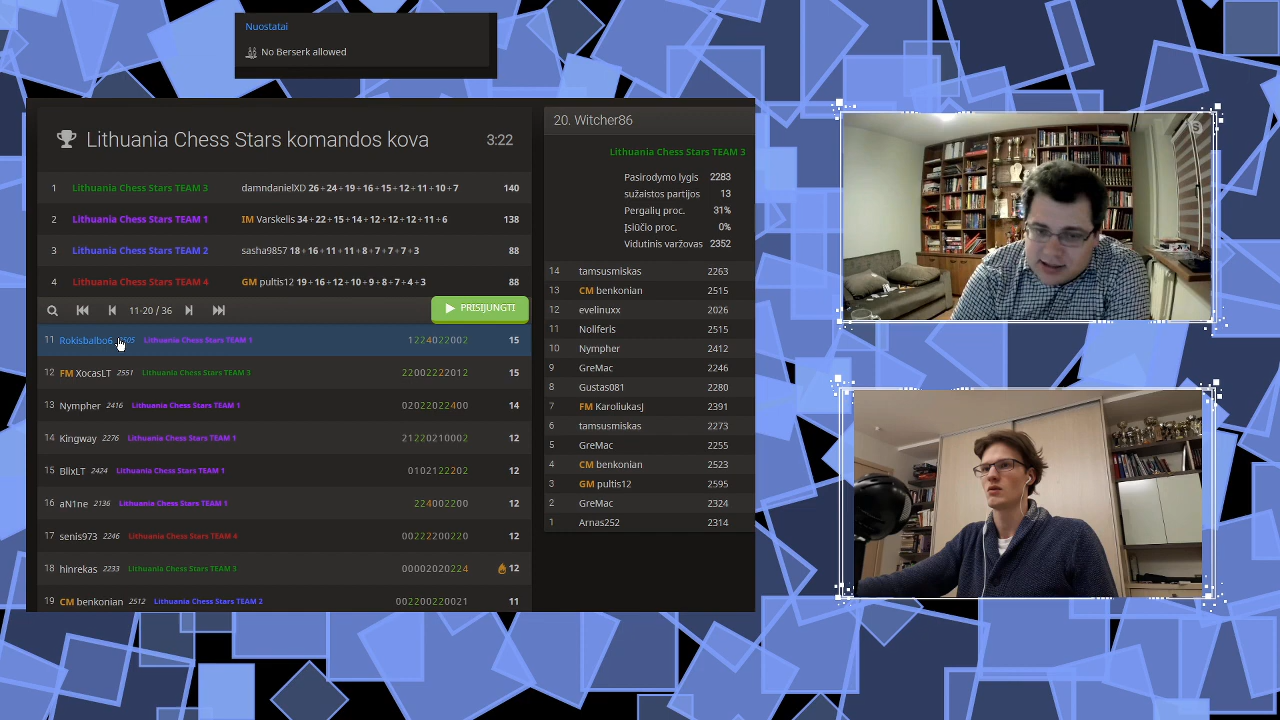 Nuostatai
No Berserk allowed
Lithuania Chess Stars komandos kova 3:22
1 Lithuania Chess Stars TEAM 3 damndanielXD 26+24+19+16+15+12+11+10+7 140
2 Lithuania Chess Stars TEAM 1 IM Varskelis 34+22+15+14+12+12+12+11+6 138
3 Lithuania Chess Stars TEAM 2 sasha9857 18+16+11+11+8+7+7+7+3 88
4 Lithuania Chess Stars TEAM 4 GM pultis12 19+16+12+10+9+8+7+4+3 88
11-20 / 36 PRISIJUNGTI
11 Rokisbalbo6 Lithuania Chess Stars TEAM 1 1224022002 15
12 FM XocasLT 2551 Lithuania Chess Stars TEAM 3 22002222012 15
13 Nympher 2416 Lithuania Chess Stars TEAM 1 02022022400 14
14 Kingway 2276 Lithuania Chess Stars TEAM 1 21220210002 12
15 BlixLT 2424 Lithuania Chess Stars TEAM 1 0102122202 12
16 aN1ne 2136 Lithuania Chess Stars TEAM 1 224002200 12
17 senis973 2246 Lithuania Chess Stars TEAM 4 00222200220 12
18 hinrekas 2233 Lithuania Chess Stars TEAM 3 00002020224 12
19 CM benkonian 2512 Lithuania Chess Stars TEAM 2 002200220021 11
20. Witcher86
Lithuania Chess Stars TEAM 3
Pasirodymo lygis 2283
sužaistos partijos 13
Pergalių proc. 31%
Įsiūčio proc. 0%
Vidutinis varžovas 2352
14 tamsusmiskas 2263
13 CM benkonian 2515
12 evelinuxx 2026
11 Noliferis 2515
10 Nympher 2412
9 GreMac 2246
8 Gustas081 2280
7 FM KaroliukasJ 2391
6 tamsusmiskas 2273
5 GreMac 2255
4 CM benkonian 2523
3 GM pultis12 2595
2 GreMac 2324
1 Arnas252 2314